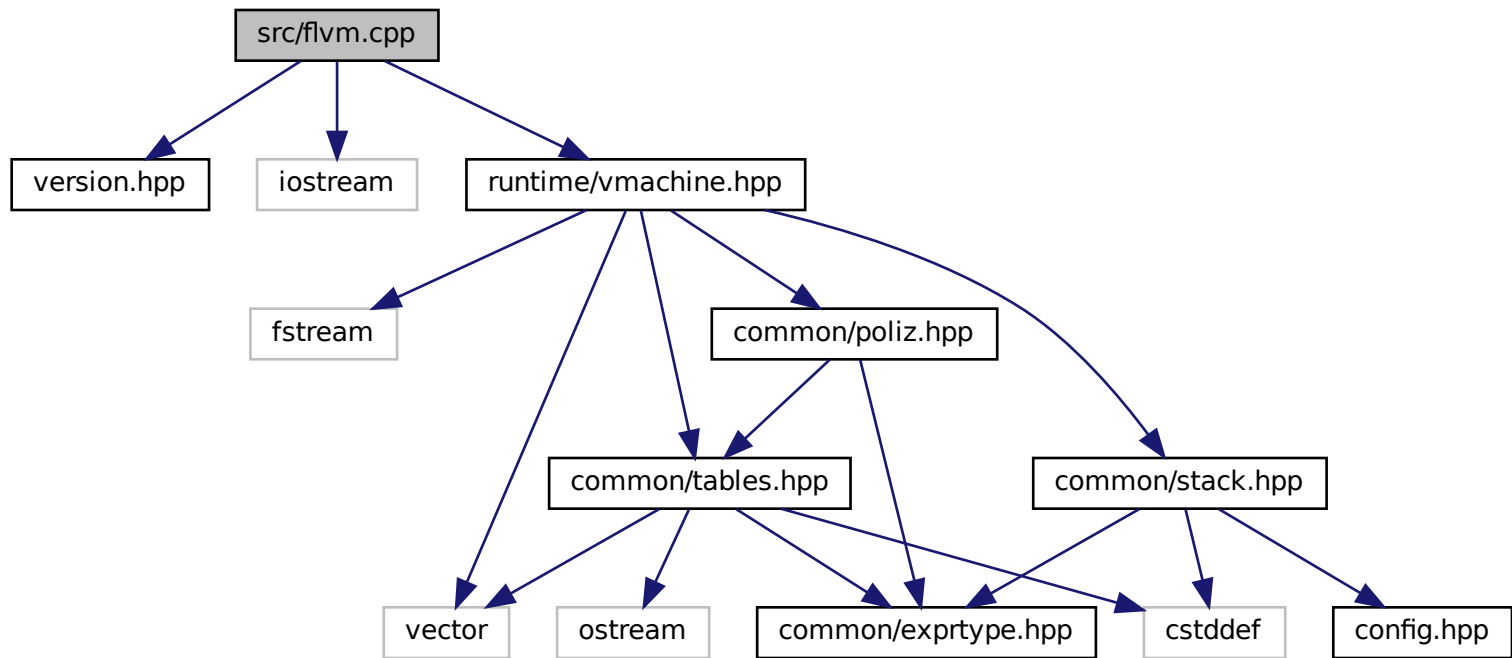 src/flvm.cpp
version.hpp
iostream
runtime/vmachine.hpp
fstream
common/poliz.hpp
common/tables.hpp
common/stack.hpp
vector
ostream
common/exprtype.hpp
cstddef
config.hpp